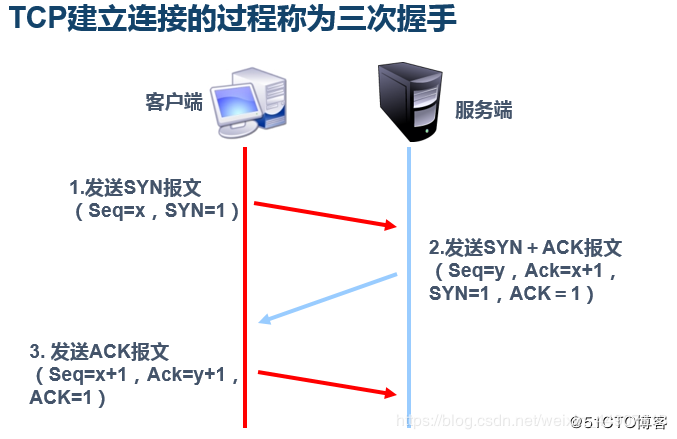 TCP建立连接的过程称为三次握手
客户端
服务端
1.发送SYN报文
（Seq=x，SYN=1）
2.发送SYN＋ACK报文
（Seq=y，Ack=x+1，
SYN=1，ACK＝1）
3. 发送ACK报文
（Seq=x+1，Ack=y+1，
ACK=1）
https://blog.csdn.net/wei
@51CTO博客